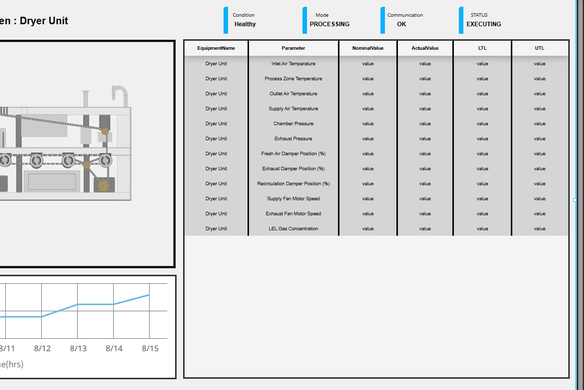 en : Dryer Unit
Condition
Healthy
Mode
PROCESSING
Communication
OK
STATUS
EXECUTING
EquipmentName Parameter NominalValue ActualValue LTL UTL
Dryer Unit Inlet Air Temparature value value value value
Dryer Unit Process Zone Temparature value value value value
Dryer Unit Outlet Air Temparature value value value value
Dryer Unit Supply Air Temparature value value value value
Dryer Unit Chamber Pressure value value value value
Dryer Unit Exhaust Pressure value value value value
Dryer Unit Fresh Air Damper Position (%) value value value value
Dryer Unit Exhaust Damper Position (%) value value value value
Dryer Unit Recirculation Damper Position (%) value value value value
Dryer Unit Supply Fan Motor Speed value value value value
Dryer Unit Exhaust Fan Motor Speed value value value value
Dryer Unit LEL Gas Concentration value value value value
8/11 8/12 8/13 8/14 8/15
e(hrs)